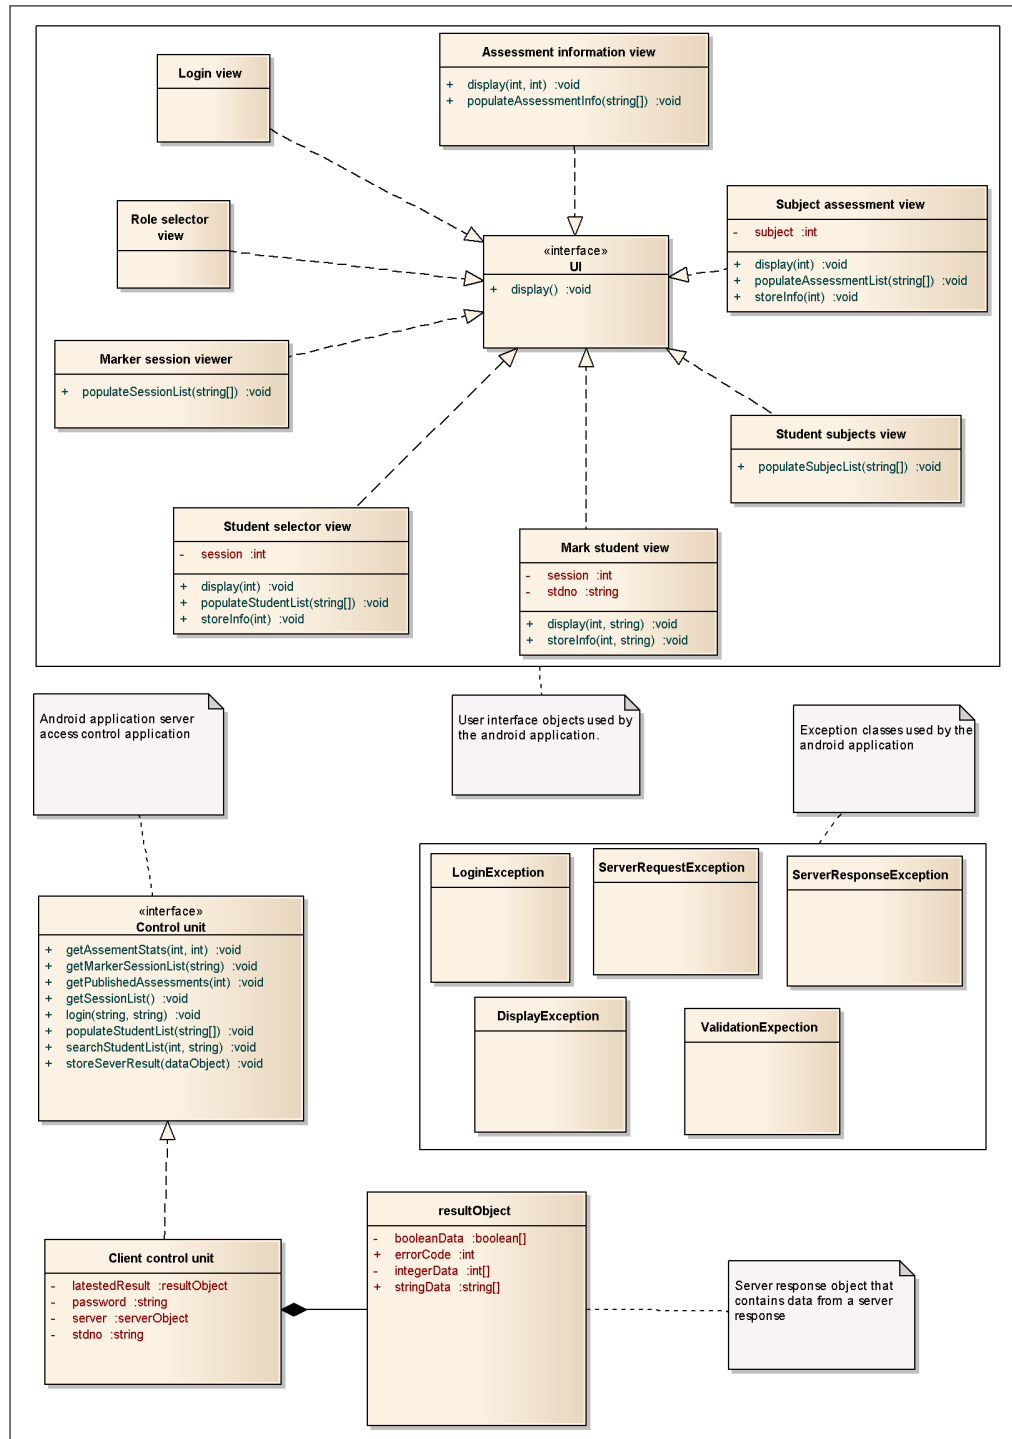 Login view
Assessment information view
+ display(int, int) :void
+ populateAssessmentInfo(string[]) :void
Role selector
view
Subject assessment view
- subject :int
+ display(int) :void
+ populateAssessmentList(string[]) :void
+ storeInfo(int) :void
«interface»
UI
+ display() :void
Marker session viewer
+ populateSessionList(string[]) :void
Student subjects view
+ populateSubjecList(string[]) :void
Student selector view
- session :int
+ display(int) :void
+ populateStudentList(string[]) :void
+ storeInfo(int) :void
Mark student view
- session :int
- stdno :string
+ display(int, string) :void
+ storeInfo(int, string) :void
Android application server
access control application
User interface objects used by
the android application.
Exception classes used by the
android application
LoginException
ServerRequestException
ServerResponseException
DisplayException
ValidationExpection
«interface»
Control unit
+ getAssementStats(int, int) :void
+ getMarkerSessionList(string) :void
+ getPublishedAssessments(int) :void
+ getSessionList() :void
+ login(string, string) :void
+ populateStudentList(string[]) :void
+ searchStudentList(int, string) :void
+ storeSeverResult(dataObject) :void
Client control unit
- latestedResult :resultObject
- password :string
- server :serverObject
- stdno :string
resultObject
- booleanData :boolean[]
+ errorCode :int
- integerData :int[]
+ stringData :string[]
Server response object that
contains data from a server
response